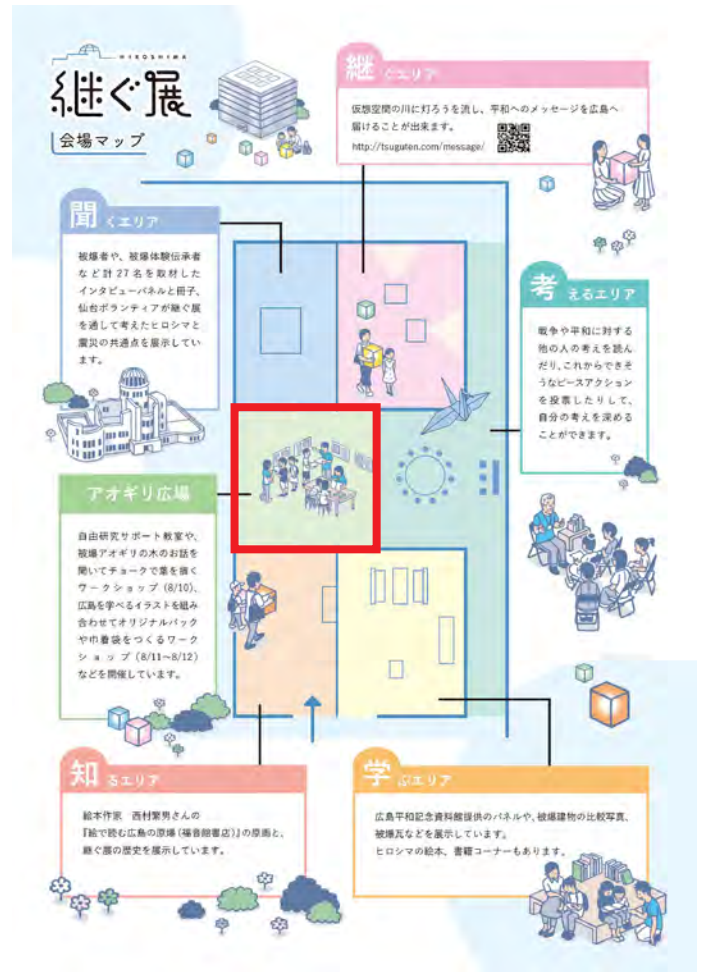 HIROSHIMA
継ぐ展
会場マップ
継ぐエリア
仮想空間の川に灯ろうを流し、平和へのメッセージを広島へ
届けることが出来ます。
http://tsuguten.com/message/
聞くエリア
被爆者や、被爆体験伝承者
など計27名を取材した
インタビューパネルと冊子、
仙台ボランティアが継ぐ展
を通して考えたヒロシマと
震災の共通点を展示してい
ます。
考えるエリア
戦争や平和に対する
他の人の考えを読ん
だり、これからできそ
うなピースアクション
を投票したりして、
自分の考えを深める
ことができます。
アオギリ広場
自由研究サポート教室や、
被爆アオギリの木のお話を
聞いてチョークで葉を描く
ワークショップ(8/10)、
広島を学べるイラストを組み
合わせてオリジナルバック
や巾着袋をつくるワーク
ショップ(8/11〜8/12)
などを開催しています。
知るエリア
絵本作家 西村繁男さんの
『絵で読む広島の原爆(福音館書店)』の原画と、
継ぐ展の歴史を展示しています。
学ぶエリア
広島平和記念資料館提供のパネルや、被爆建物の比較写真、
被爆瓦などを展示しています。
ヒロシマの絵本、書籍コーナーもあります。